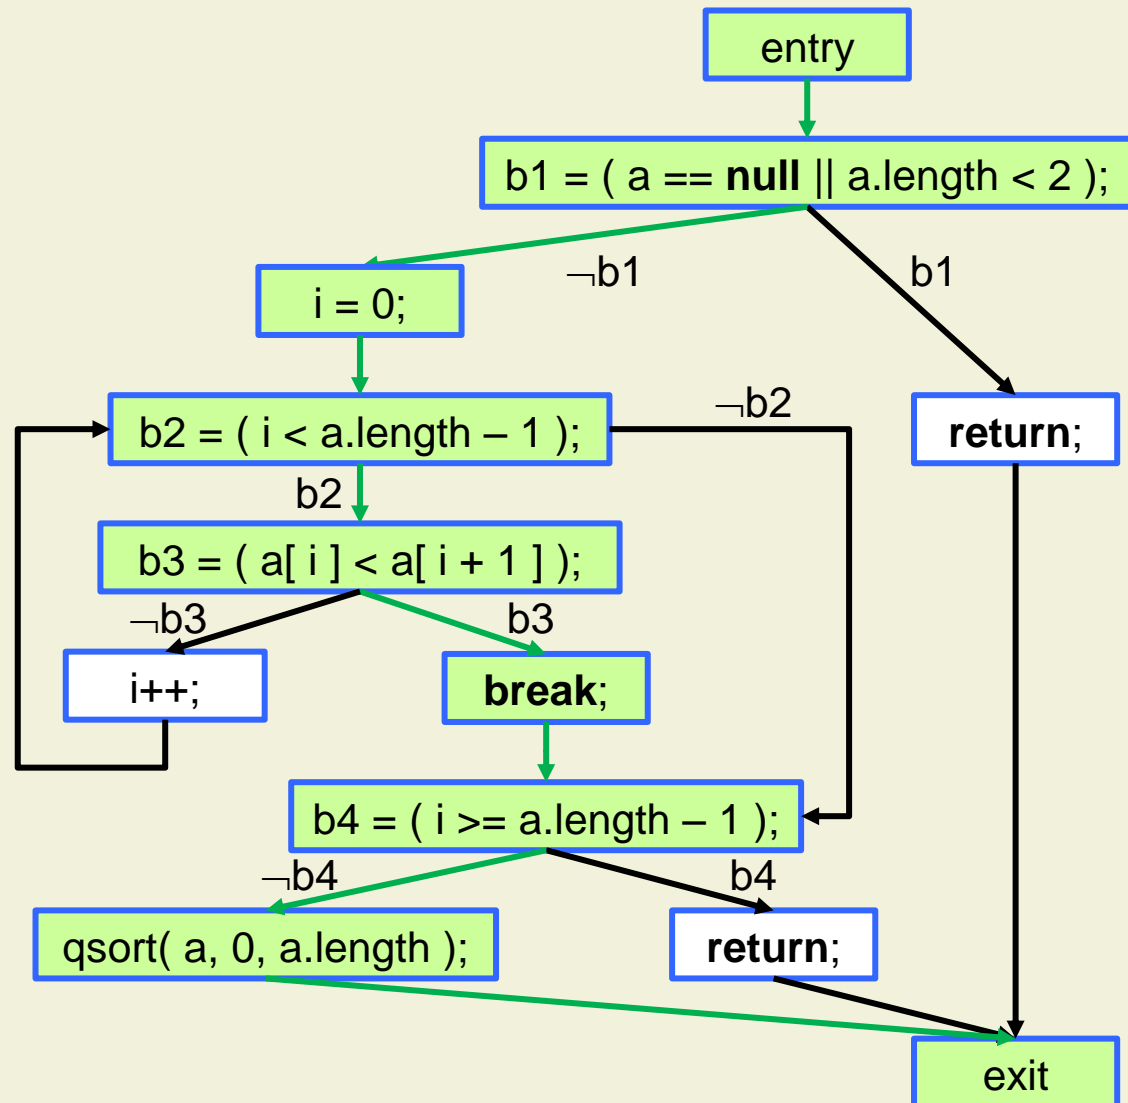 entry
b1 = ( a == null || a.length < 2 );
¬b1
b1
i = 0;
¬b2
b2 = ( i < a.length – 1 );
return;
b2
b3 = ( a[ i ] < a[ i + 1 ] );
¬b3
b3
i++;
break;
b4 = ( i >= a.length – 1 );
¬b4
b4
qsort( a, 0, a.length );
return;
exit